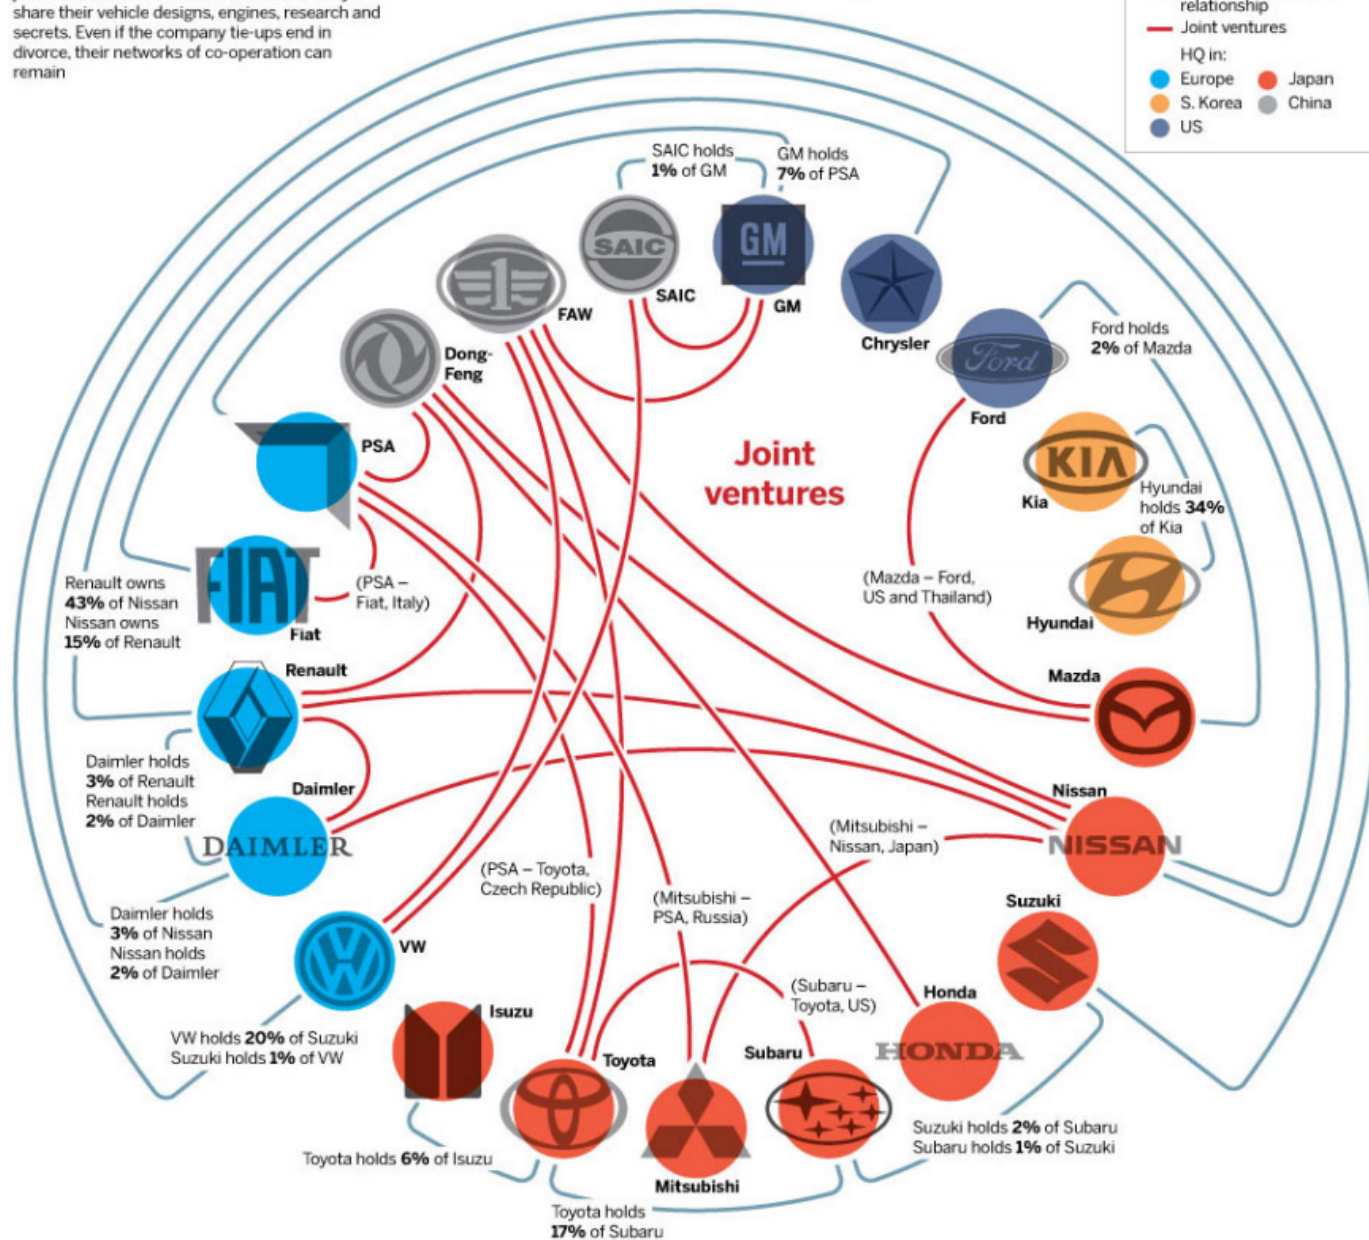 share their vehicle designs, engines, research and
secrets. Even if the company tie-ups end in
divorce, their networks of co-operation can
remain
relationship
Joint ventures
HQ in:
Europe
Japan
S. Korea
China
US
SAIC holds
1% of GM
GM holds
7% of PSA
SAIC
SAIC
GM
GM
FAW
1
Chrysler
Ford
Ford
Ford holds
2% of Mazda
Dong-
Feng
PSA
Joint
ventures
KIA
Kia
Hyundai
holds 34%
of Kia
Hyundai
FIAT
Fiat
(PSA –
Fiat, Italy)
(Mazda – Ford,
US and Thailand)
Renault owns
43% of Nissan
Nissan owns
15% of Renault
Renault
Mazda
Daimler holds
3% of Renault
Renault holds
2% of Daimler
Daimler
DAIMLER
Nissan
NISSAN
(Mitsubishi –
Nissan, Japan)
(PSA – Toyota,
Czech Republic)
(Mitsubishi –
PSA, Russia)
Daimler holds
3% of Nissan
Nissan holds
2% of Daimler
VW
Suzuki
(Subaru –
Toyota, US)
Honda
HONDA
VW holds 20% of Suzuki
Suzuki holds 1% of VW
Isuzu
Toyota
Subaru
Mitsubishi
Suzuki holds 2% of Subaru
Subaru holds 1% of Suzuki
Toyota holds 6% of Isuzu
Toyota holds
17% of Subaru